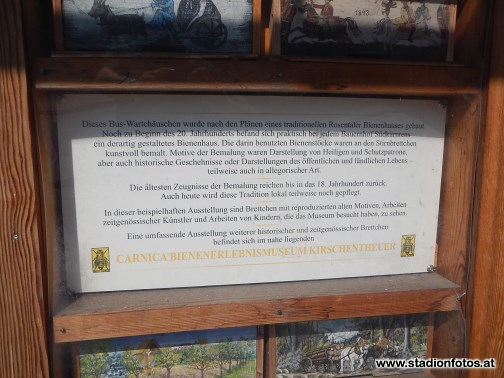 1895
Dieses Bus-Wartehäuschen wurde nach den Plänen eines traditionellen Rosentaler Bienenhauses gebaut.
Noch zu Beginn des 20. Jahrhunderts befand sich praktisch bei jedem Bauernhof Südkärntens
ein derartig gestaltetes Bienenhaus. Die darin benutzten Bienenstöcke waren an den Stirnbrettchen
kunstvoll bemalt. Motive der Bemalung waren Darstellung von Heiligen und Schutzpatrone,
aber auch historische Geschehnisse oder Darstellungen des öffentlichen und ländlichen Lebens –
teilweise auch in allegorischer Art.
Die ältesten Zeugnisse der Bemalung reichen bis in das 18. Jahrhundert zurück.
Auch heute wird diese Tradition lokal teilweise noch gepflegt.
In dieser beispielhaften Ausstellung sind Brettchen mit reproduzierten alten Motiven, Arbeiten
zeitgenössischer Künstler und Arbeiten von Kindern, die das Museum besucht haben, zu sehen.
Eine umfassende Ausstellung weiterer historischer und zeitgenössischer Brettchen
befindet sich im nahe liegenden
CARNICA BIENENERLEBNISMUSEUM KIRSCHENTHEUER
www.stadionfotos.at